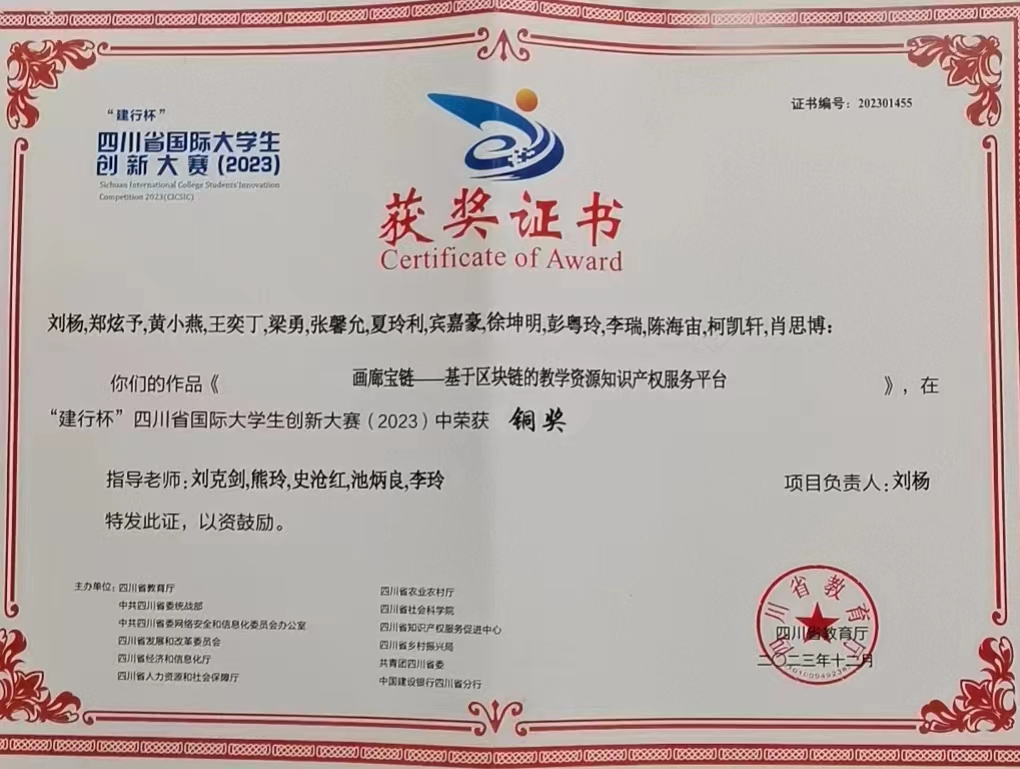 “建行杯”
四川省国际大学生
创新大赛(2023)
Sichuan International College Students'Innovation
Competition 2023(CICSIC)
证书编号：202301455
获奖证书
Certificate of Award
刘杨,郑炫予,黄小燕,王奕丁,梁勇,张馨允,夏玲利,宾嘉豪,徐坤明,彭粤玲,李瑞,陈海宙,柯凯轩,肖思博：
你们的作品《 画廊宝链——基于区块链的教学资源知识产权服务平台 》，在
“建行杯”四川省国际大学生创新大赛（2023）中荣获 铜奖
指导老师：刘克剑,熊玲,史沧红,池炳良,李玲
项目负责人：刘杨
特发此证，以资鼓励。
主办单位：四川省教育厅
中共四川省委统战部
中共四川省委网络安全和信息化委员会办公室
四川省发展和改革委员会
四川省经济和信息化厅
四川省人力资源和社会保障厅
四川省农业农村厅
四川省社会科学院
四川省知识产权服务促进中心
四川省乡村振兴局
共青团四川省委
中国建设银行四川省分行
四川省教育厅
四川省教育厅
二〇二三年十二月